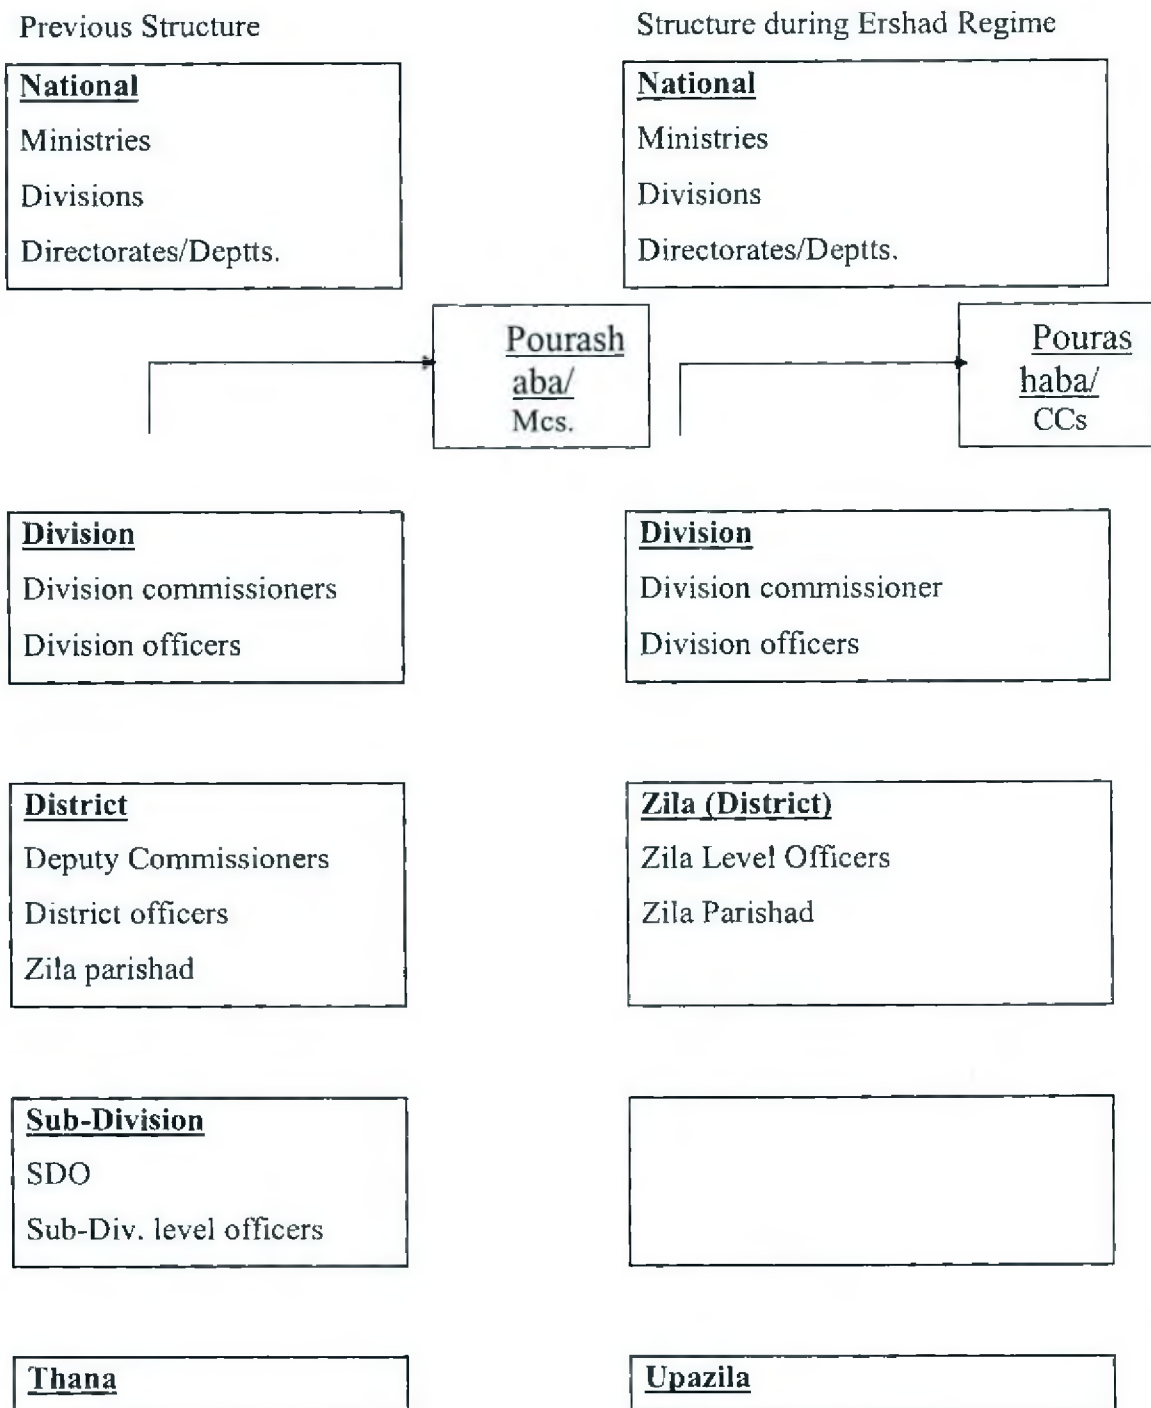 Previous Structure
National
Ministries
Divisions
Directorates/Deptts.
Pourash
aba/
Mcs.
Division
Division commissioners
Division officers
District
Deputy Commissioners
District officers
Zila parishad
Sub-Division
SDO
Sub-Div. level officers
Thana
Structure during Ershad Regime
National
Ministries
Divisions
Directorates/Deptts.
Pouras
haba/
CCs
Division
Division commissioner
Division officers
Zila (District)
Zila Level Officers
Zila Parishad
Upazila